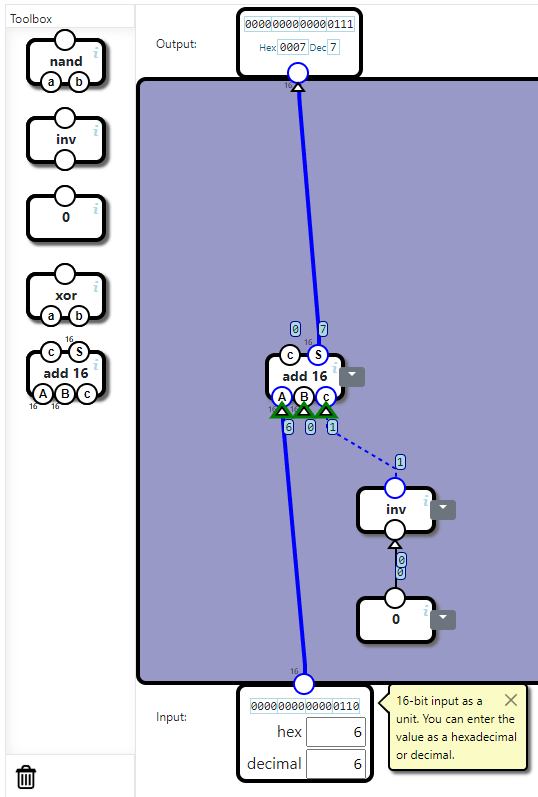 Toolbox
nand
a b
inv
0
xor
a b
16
c S
add 16
A B c
16 16
Output:
0000000000000111
Hex 0007 Dec 7
16
0 7
16
c S
add 16
A B c
16
6 0 1
1
inv
0
0
0
16
Input:
0000000000000110
hex 6
decimal 6
16-bit input as a
unit. You can enter the
value as a hexadecimal
or decimal.